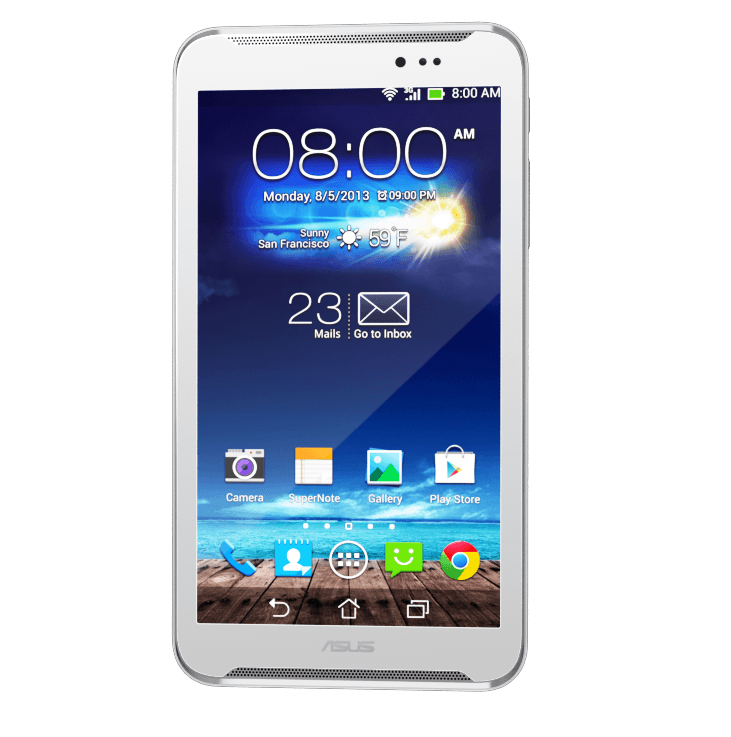 3G 8:00 AM
08:00 AM
Monday, 8/5/2013 09:00 PM
Sunny
San Francisco 59°F
23
Mails Go to Inbox
Camera SuperNote Gallery Play Store
ASUS